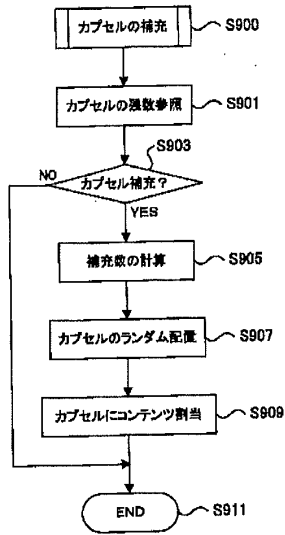 カプセルの補充
S900
カプセルの残数参照
S901
S903
カプセル補充？
NO
YES
補充数の計算
S905
カプセルのランダム配置
S907
カプセルにコンテンツ割当
S909
END
S911